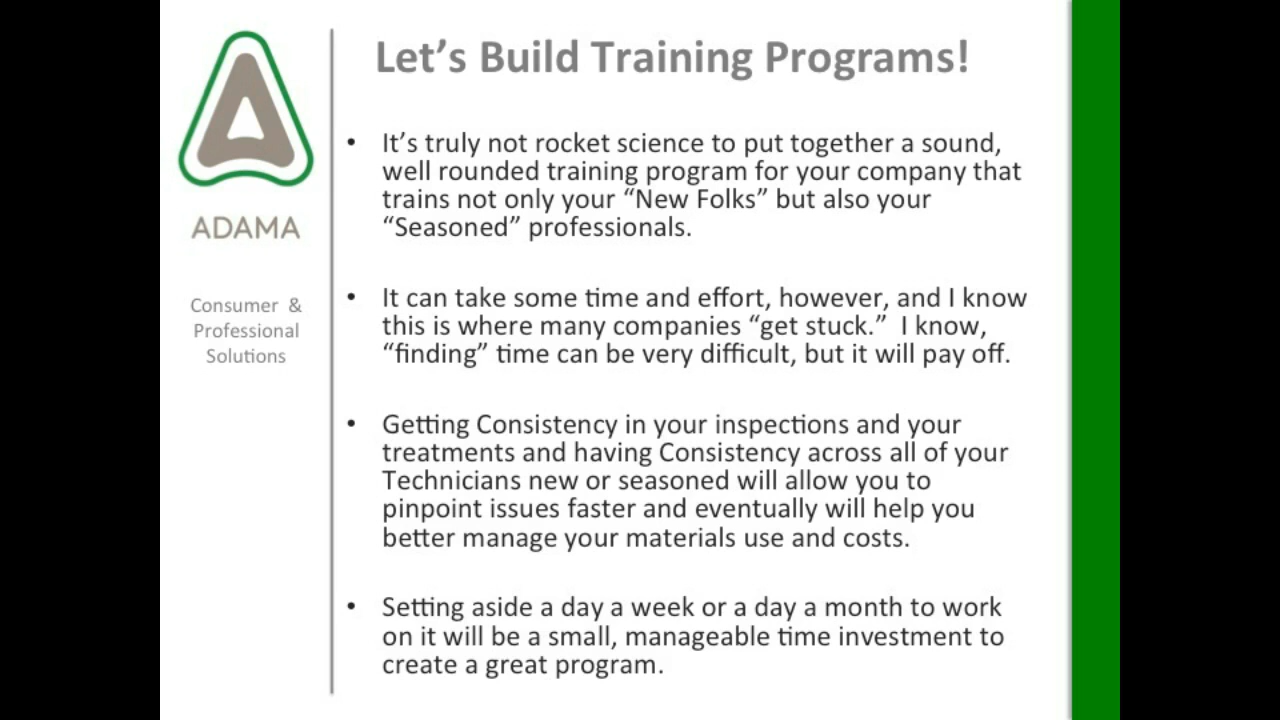 Let’s Build Training Programs!
ADAMA
Consumer &
Professional
Solutions
• It’s truly not rocket science to put together a sound,
well rounded training program for your company that
trains not only your “New Folks” but also your
“Seasoned” professionals.
• It can take some time and effort, however, and I know
this is where many companies “get stuck.” I know,
“finding” time can be very difficult, but it will pay off.
• Getting Consistency in your inspections and your
treatments and having Consistency across all of your
Technicians new or seasoned will allow you to
pinpoint issues faster and eventually will help you
better manage your materials use and costs.
• Setting aside a day a week or a day a month to work
on it will be a small, manageable time investment to
create a great program.